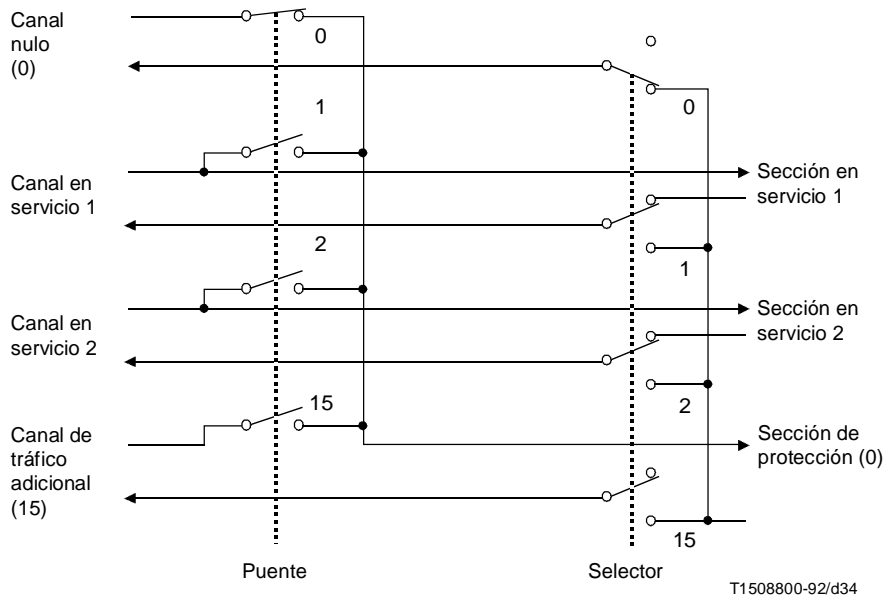 Canal
nulo
(0)
0
0
1
Canal en
servicio 1
Sección en
servicio 1
1
2
Canal en
servicio 2
Sección en
servicio 2
2
15
Canal de
tráfico
adicional
(15)
Sección de
protección (0)
15
Puente
Selector
T1508800-92/d34